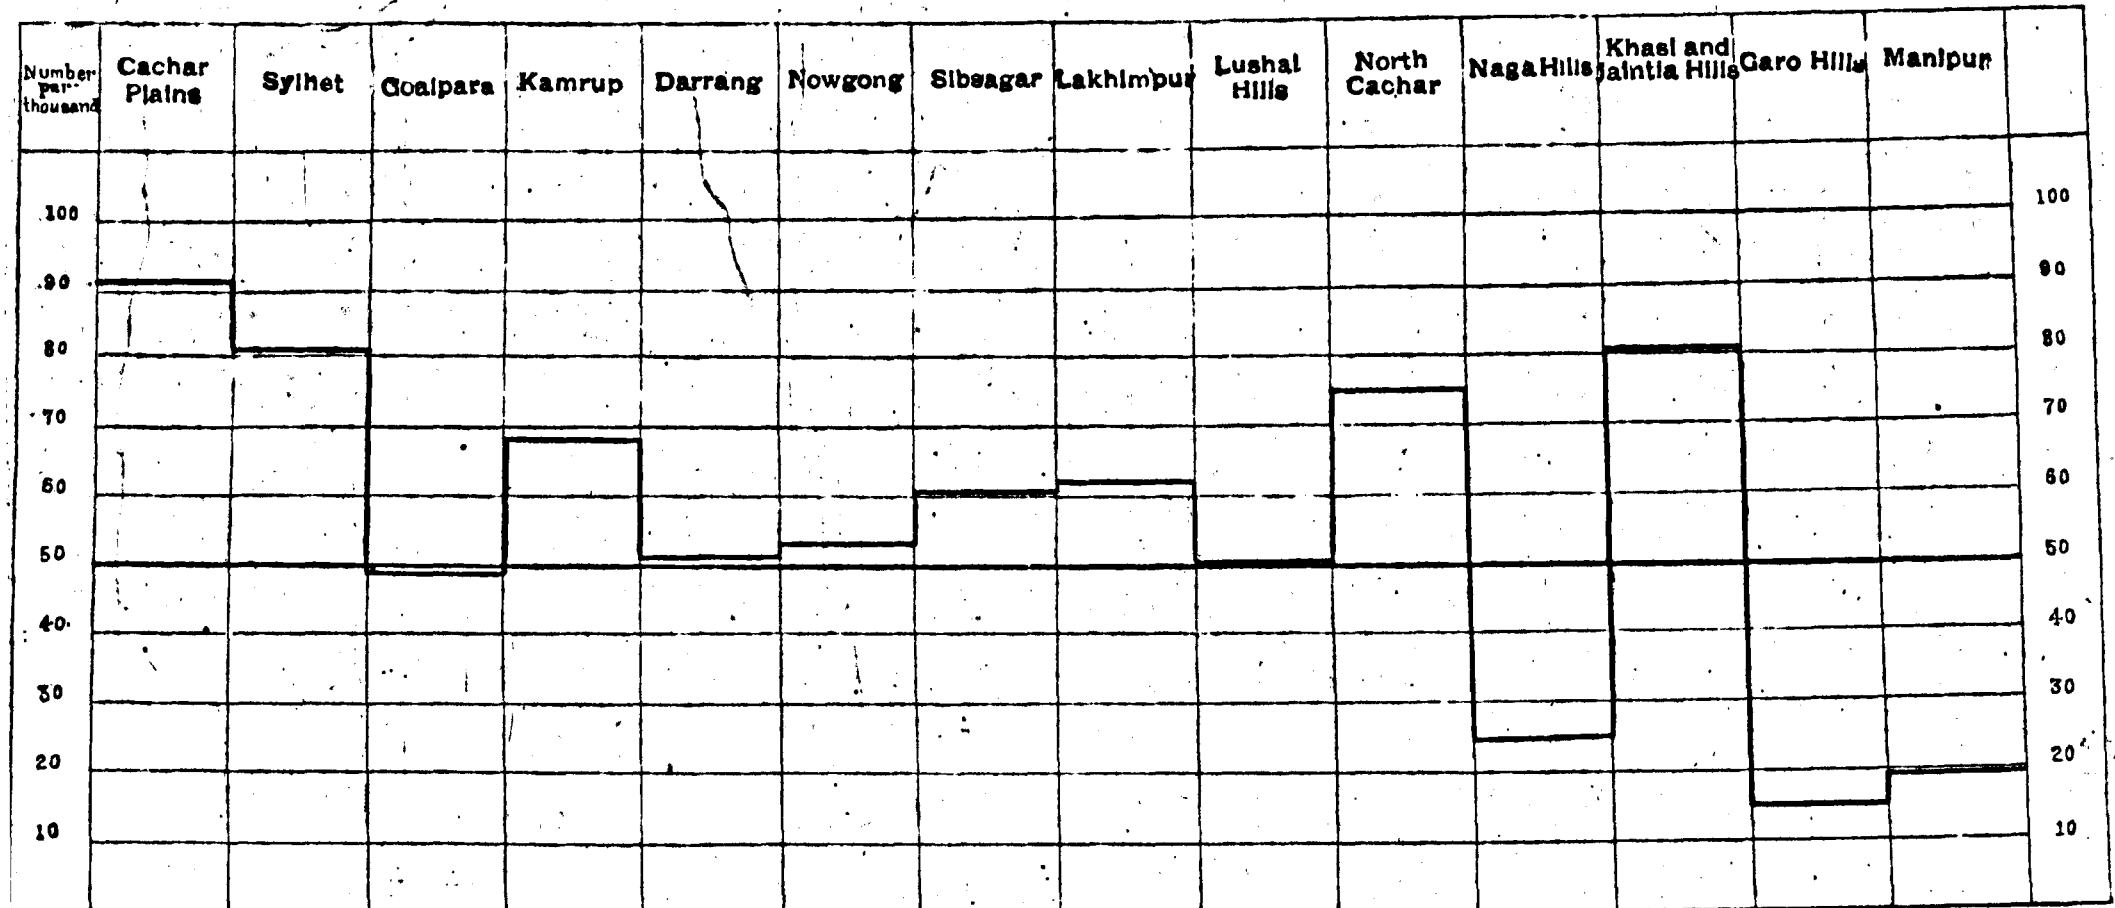 Number per thousand
Cachar Plains
Sylhet
Goalpara
Kamrup
Darrang
Nowgong
Sibsagar
Lakhimpur
Lushai Hills
North Cachar
Naga Hills
Khasi and Jaintia Hills
Garo Hills
Manipur
100 100
90 90
80 80
70 70
60 60
50 50
40 40
30 30
20 20
10 10